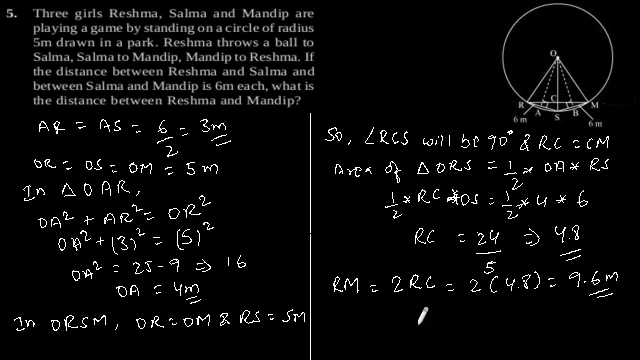 5. Three girls Reshma, Salma and Mandip are
playing a game by standing on a circle of radius
5m drawn in a park. Reshma throws a ball to
Salma, Salma to Mandip, Mandip to Reshma. If
the distance between Reshma and Salma and
between Salma and Mandip is 6m each, what is
the distance between Reshma and Mandip?
O
R A C B M
6 m S 6 m
AR = AS = 6/2 = 3m
OR = OS = OM = 5m
In △OAR,
OA² + AR² = OR²
OA² + (3)² = (5)²
OA² = 25-9 ⇒ 16
OA = 4m
In ORSM, OR = OM & RS = SM
So, ∠RCS will be 90° & RC = CM
Area of △ORS = 1/2 * OA * RS
1/2 * RC * OS = 1/2 * 4 * 6
RC = 24/5 ⇒ 4.8
RM = 2RC = 2(4.8) = 9.6m